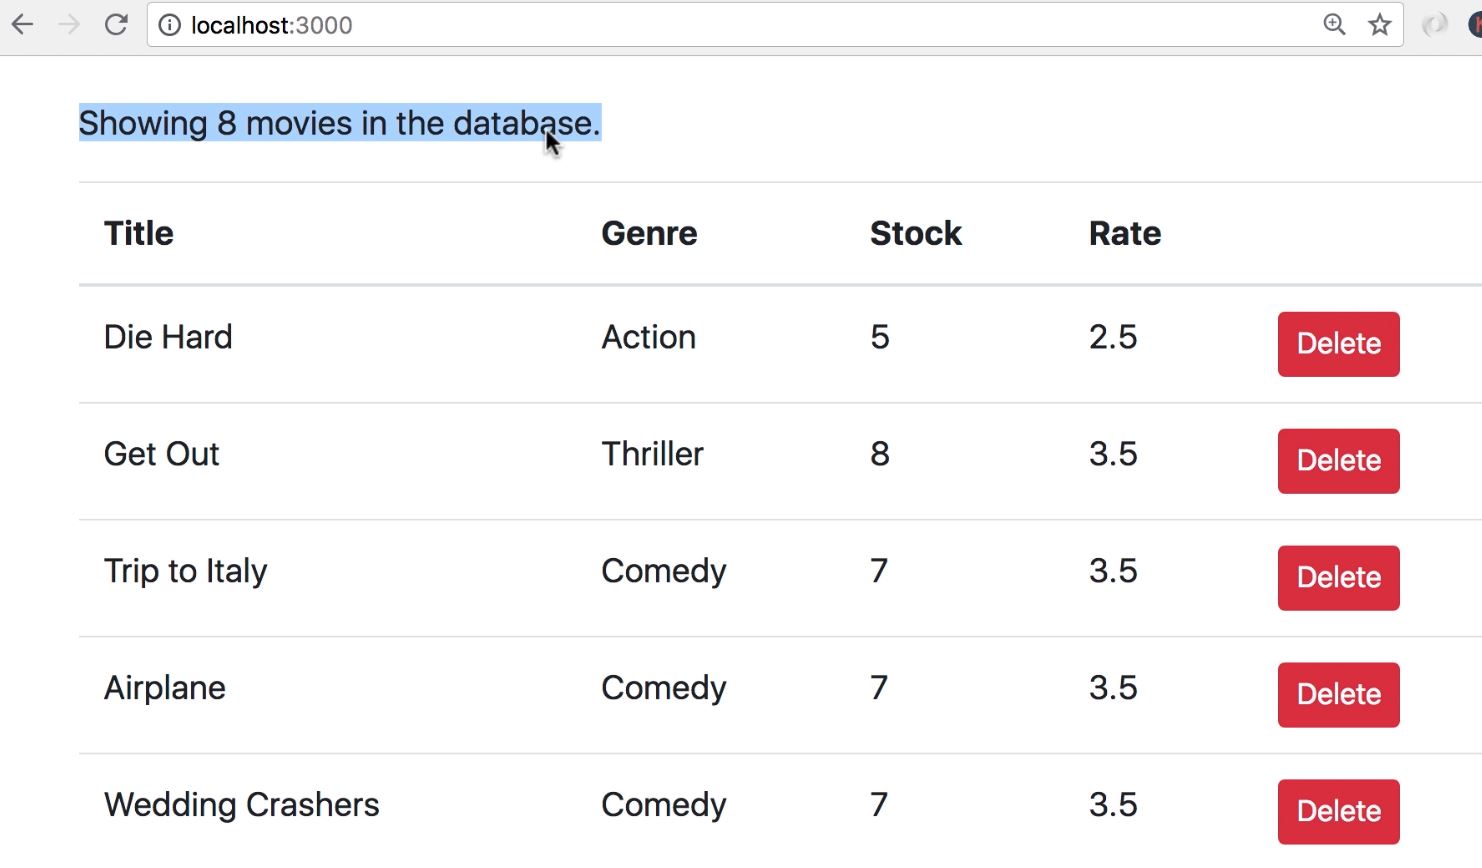 localhost:3000
Showing 8 movies in the database.
Title Genre Stock Rate
Die Hard Action 5 2.5 Delete
Get Out Thriller 8 3.5 Delete
Trip to Italy Comedy 7 3.5 Delete
Airplane Comedy 7 3.5 Delete
Wedding Crashers Comedy 7 3.5 Delete